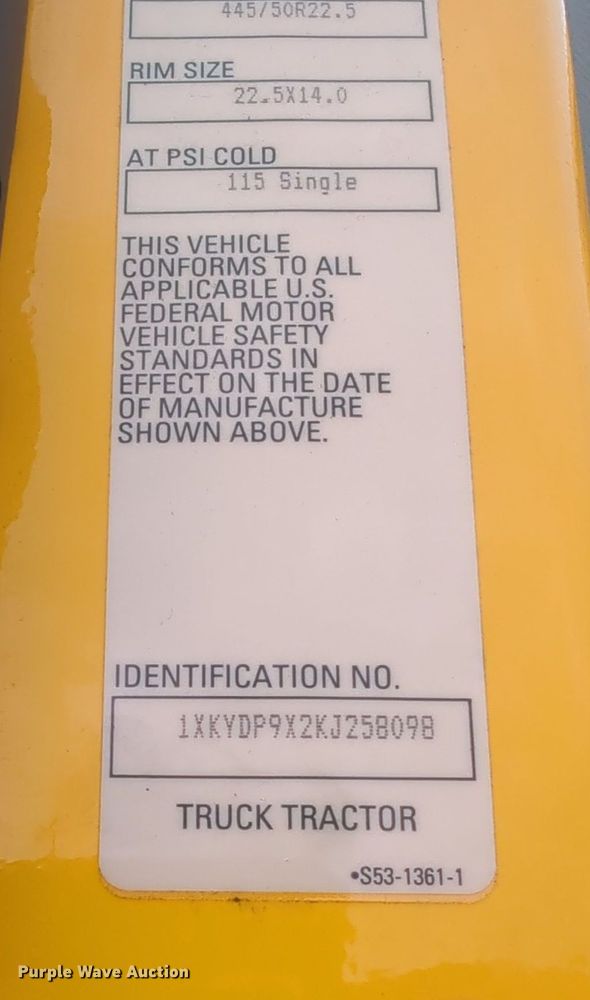 445/50R22.5
RIM SIZE
22.5X14.0
AT PSI COLD
115 Single
THIS VEHICLE
CONFORMS TO ALL
APPLICABLE U.S.
FEDERAL MOTOR
VEHICLE SAFETY
STANDARDS IN
EFFECT ON THE DATE
OF MANUFACTURE
SHOWN ABOVE.
IDENTIFICATION NO.
1XKYDP9X2KJ258098
TRUCK TRACTOR
•S53-1361-1
Purple Wave Auction